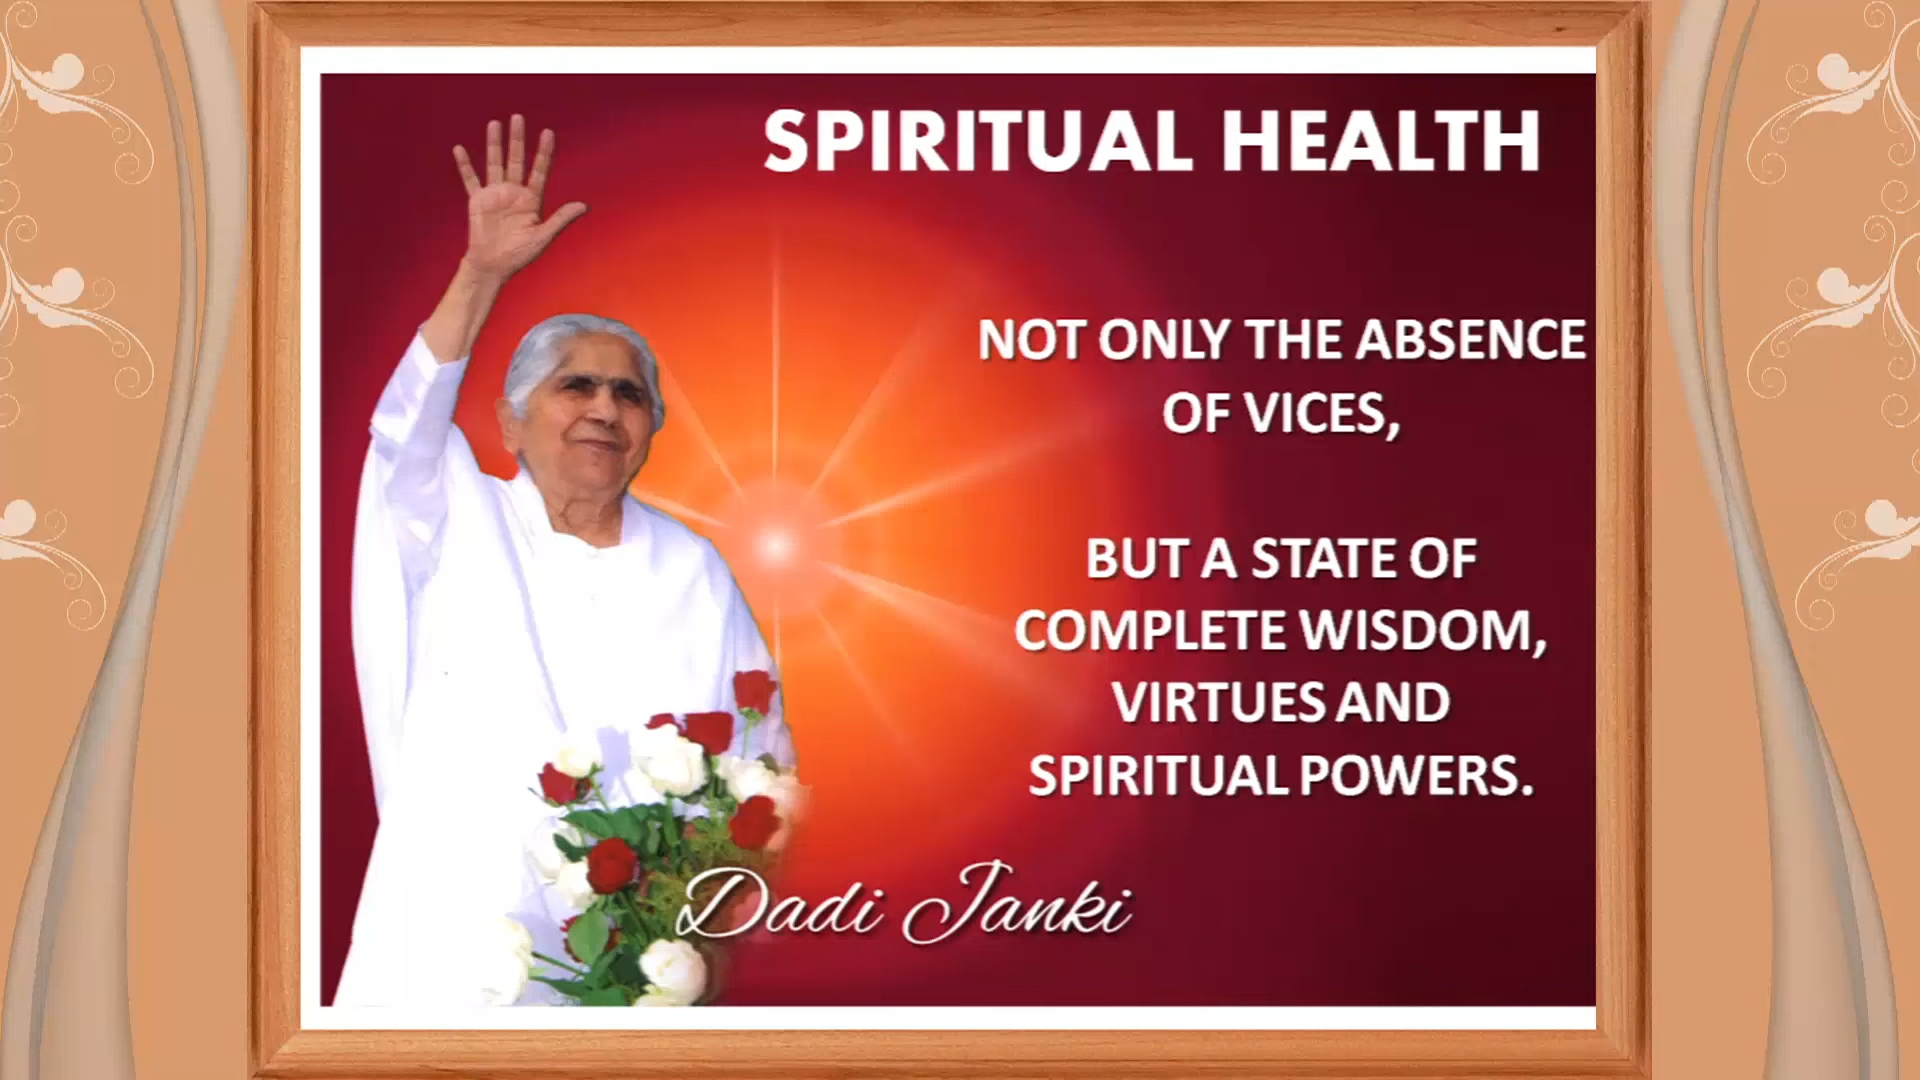 SPIRITUAL HEALTH
NOT ONLY THE ABSENCE
OF VICES,
BUT A STATE OF
COMPLETE WISDOM,
VIRTUES AND
SPIRITUAL POWERS.
Dadi Janki